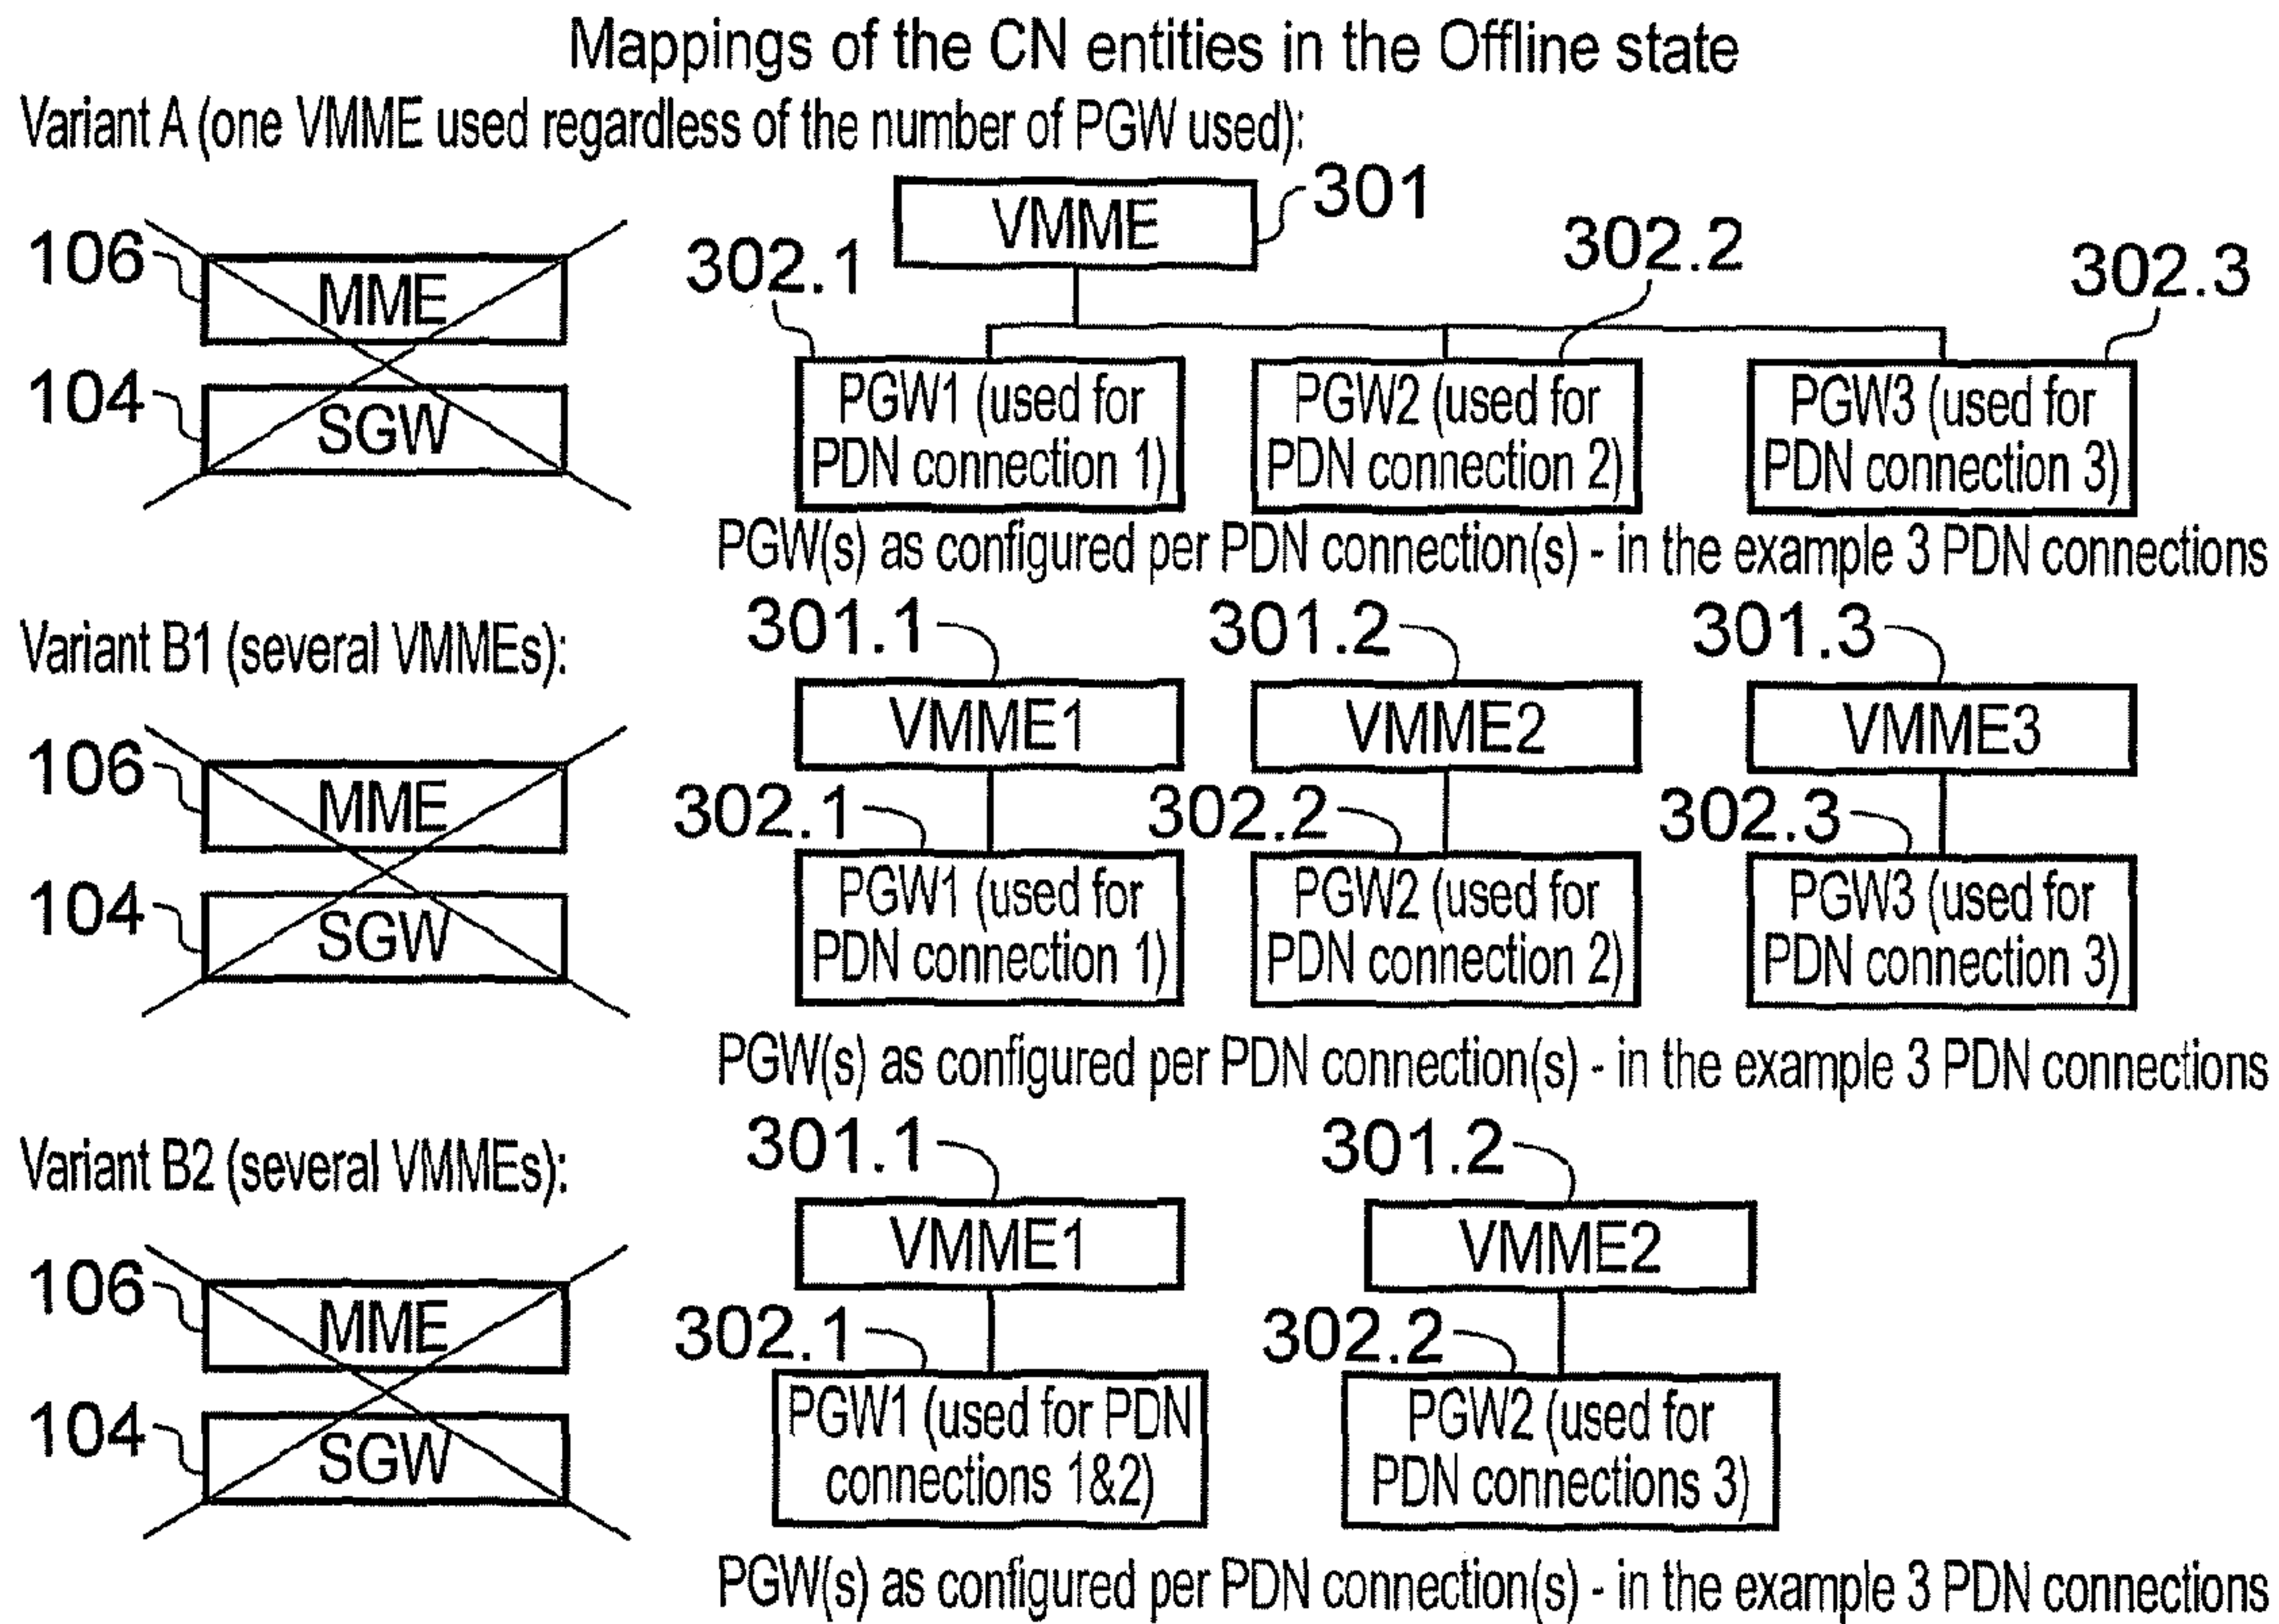 Mappings of the CN entities in the Offline state
Variant A (one VMME used regardless of the number of PGW used):
VMME
301
302.1
302.2
302.3
106
MME
104
SGW
PGW1 (used for
PDN connection 1)
PGW2 (used for
PDN connection 2)
PGW3 (used for
PDN connection 3)
PGW(s) as configured per PDN connection(s) - in the example 3 PDN connections
Variant B1 (several VMMEs):
301.1
301.2
301.3
VMME1
VMME2
VMME3
106
MME
104
SGW
302.1
302.2
302.3
PGW1 (used for
PDN connection 1)
PGW2 (used for
PDN connection 2)
PGW3 (used for
PDN connection 3)
PGW(s) as configured per PDN connection(s) - in the example 3 PDN connections
Variant B2 (several VMMEs):
301.1
301.2
VMME1
VMME2
106
MME
104
SGW
302.1
302.2
PGW1 (used for PDN
connections 1&2)
PGW2 (used for
PDN connections 3)
PGW(s) as configured per PDN connection(s) - in the example 3 PDN connections